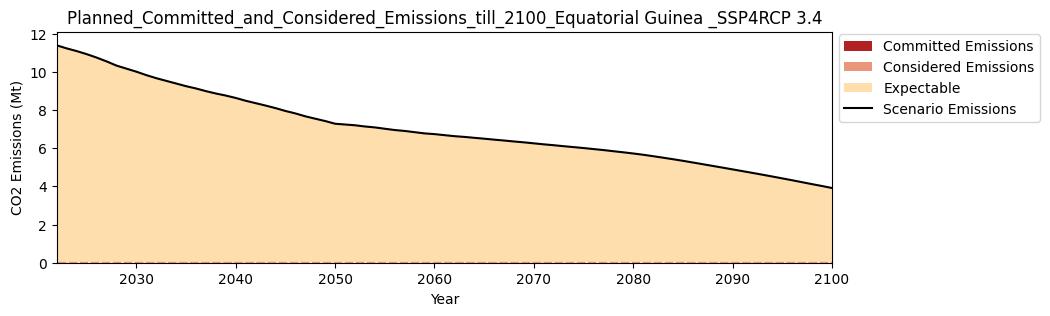 Planned_Committed_and_Considered_Emissions_till_2100_Equatorial Guinea _SSP4RCP 3.4
12
10
8
6
4
2
0
CO2 Emissions (Mt)
2030 2040 2050 2060 2070 2080 2090 2100
Year
Committed Emissions
Considered Emissions
Expectable
Scenario Emissions